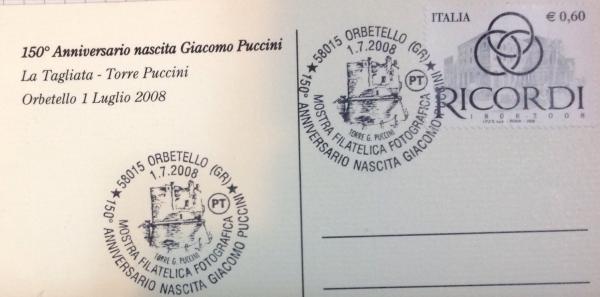 150° Anniversario nascita Giacomo Puccini
La Tagliata - Torre Puccini
Orbetello 1 Luglio 2008
58015 ORBETELLO (GR)
1.7.2008
PT
TORRE G. PUCCINI
MOSTRA FILATELICA FOTOGRAFICA
150° ANNIVERSARIO NASCITA GIACOMO PUCCINI
ITALIA € 0,60
RICORDI
1808-2008
58015 ORBETELLO (GR)
1.7.2008
PT
TORRE G. PUCCINI
MOSTRA FILATELICA FOTOGRAFICA
150° ANNIVERSARIO NASCITA GIACOMO PUCCINI